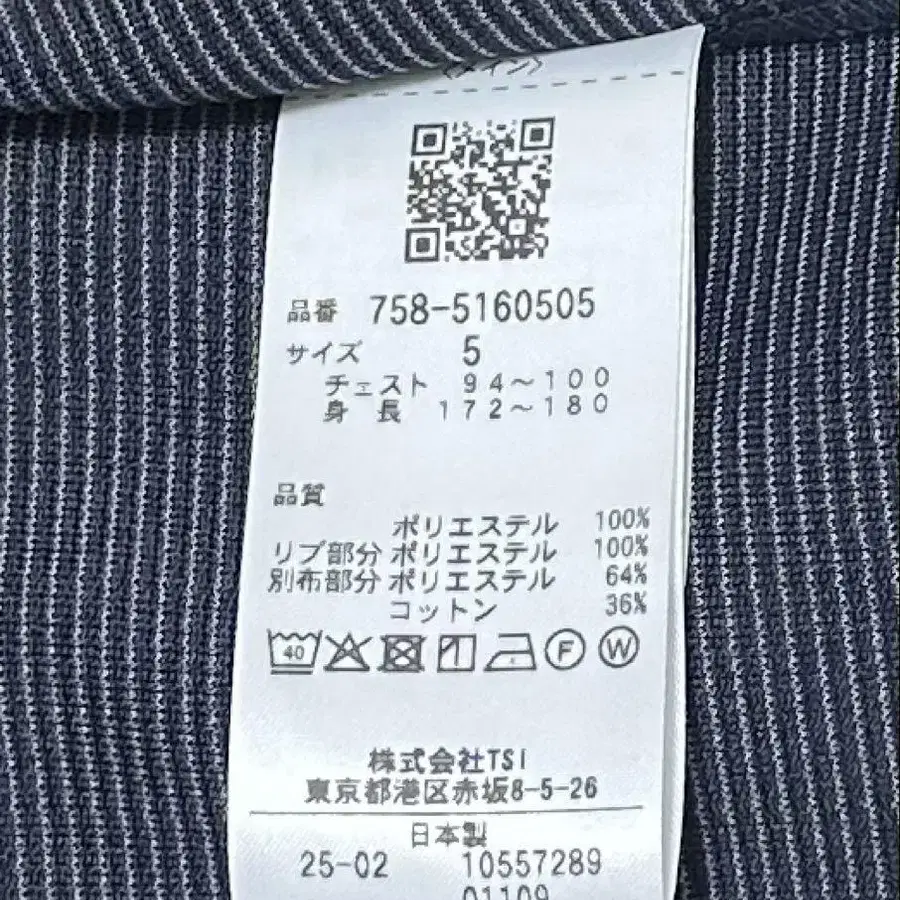 (メイン)
品番 758-5160505
サイズ 5
チェスト 94~100
身長 172~180
品質
ポリエステル 100%
リブ部分 ポリエステル 100%
別布部分 ポリエステル 64%
コットン 36%
40 F W
株式会社TSI
東京都港区赤坂8-5-26
日本製
25-02 10557289
01109